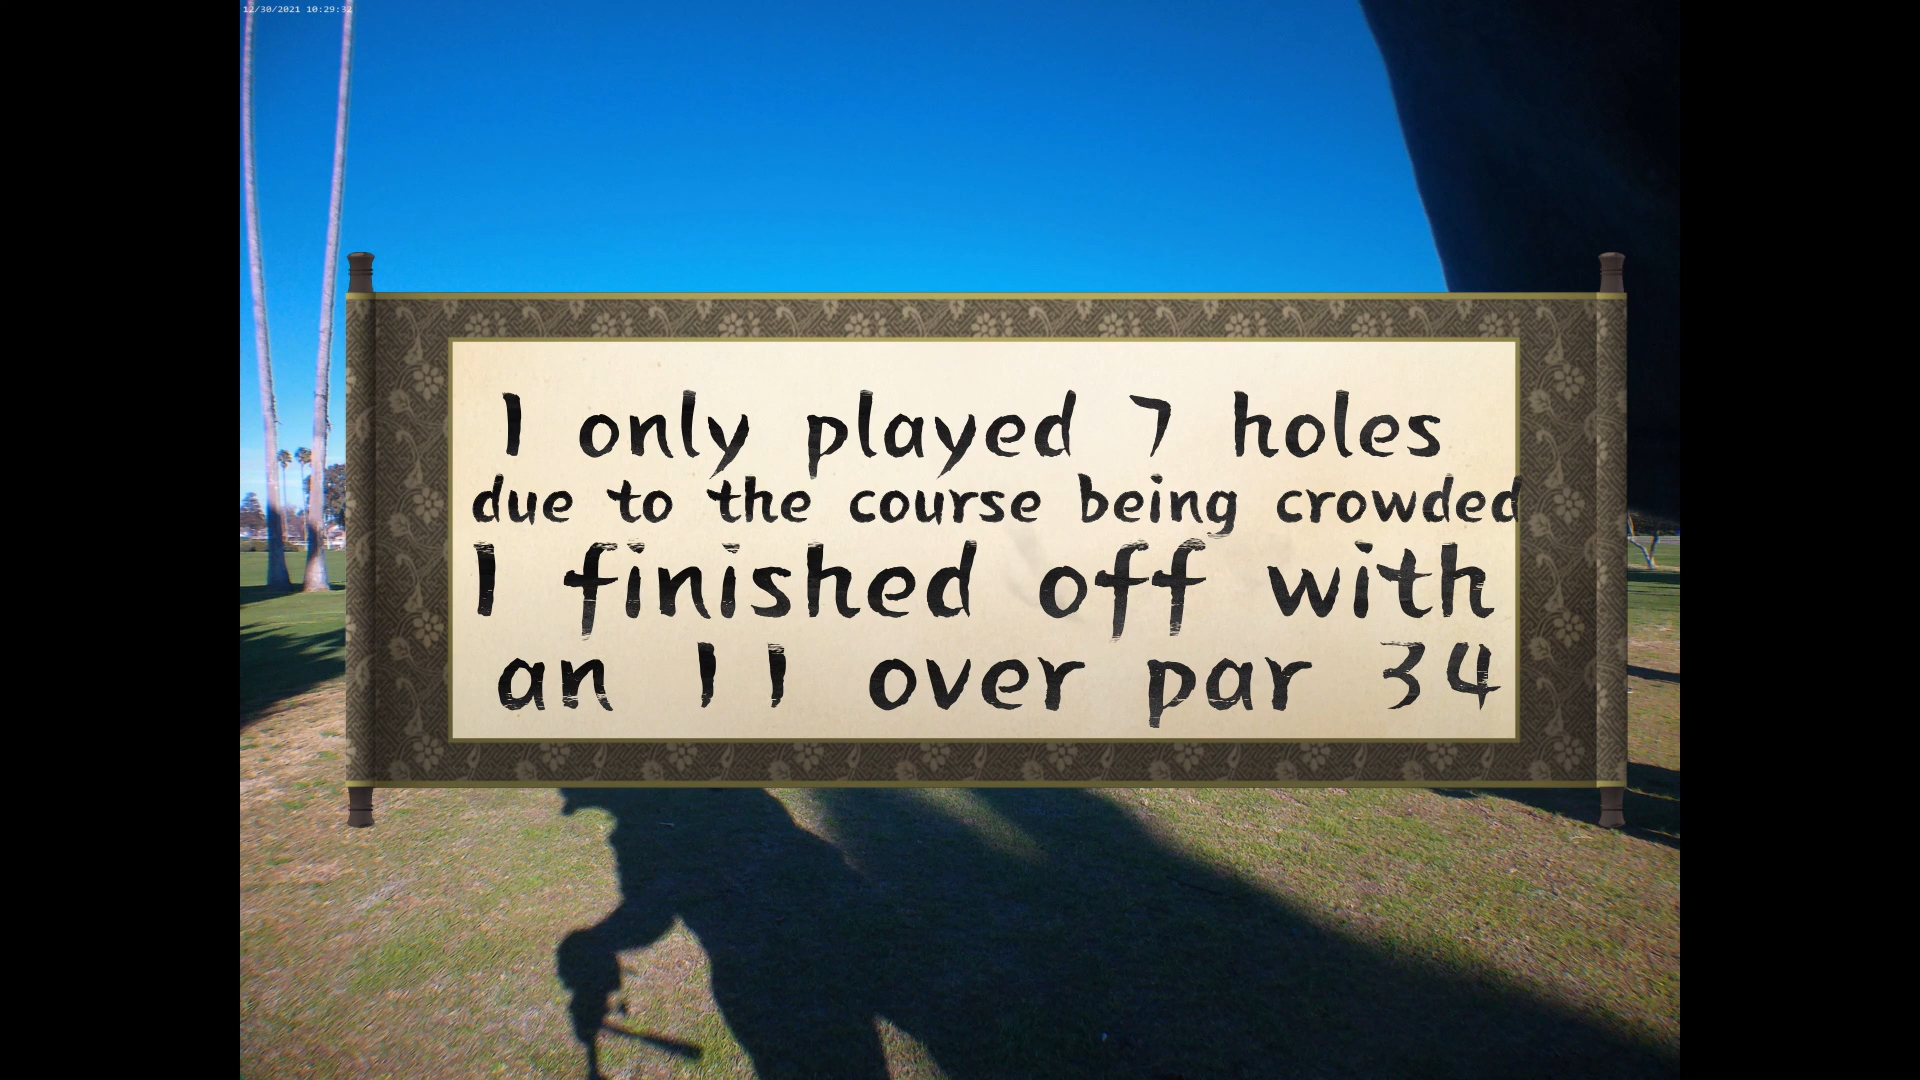 12/30/2021 10:29:32
I only played 7 holes
due to the course being crowded
I finished off with
an 11 over par 34